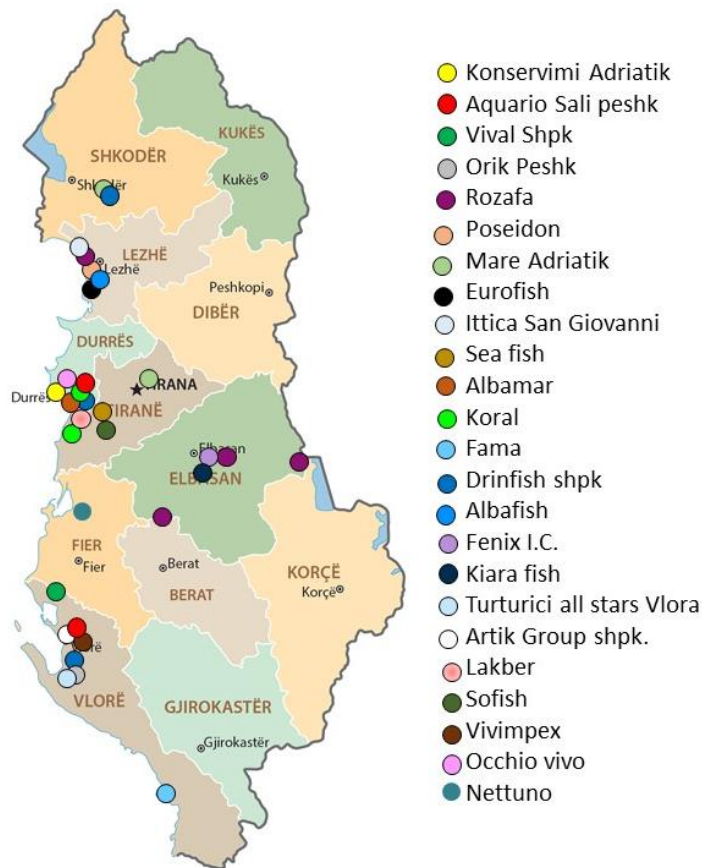 KUKËS
SHKODËR
Shkodër
Kukës
LEZHË
Lezhë
Peshkopi
DIBËR
DURRËS
TIRANA
Durrës
TIRANË
Elbasan
ELBASAN
FIER
Fier
Berat
BERAT
KORÇË
Korçë
VLORË
GJIROKASTËR
Gjirokastër
Konservimi Adriatik
Aquario Sali peshk
Vival Shpk
Orik Peshk
Rozafa
Poseidon
Mare Adriatik
Eurofish
Ittica San Giovanni
Sea fish
Albamar
Koral
Fama
Drinfish shpk
Albafish
Fenix I.C.
Kiara fish
Turturici all stars Vlora
Artik Group shpk.
Lakber
Sofish
Vivimpex
Occhio vivo
Nettuno